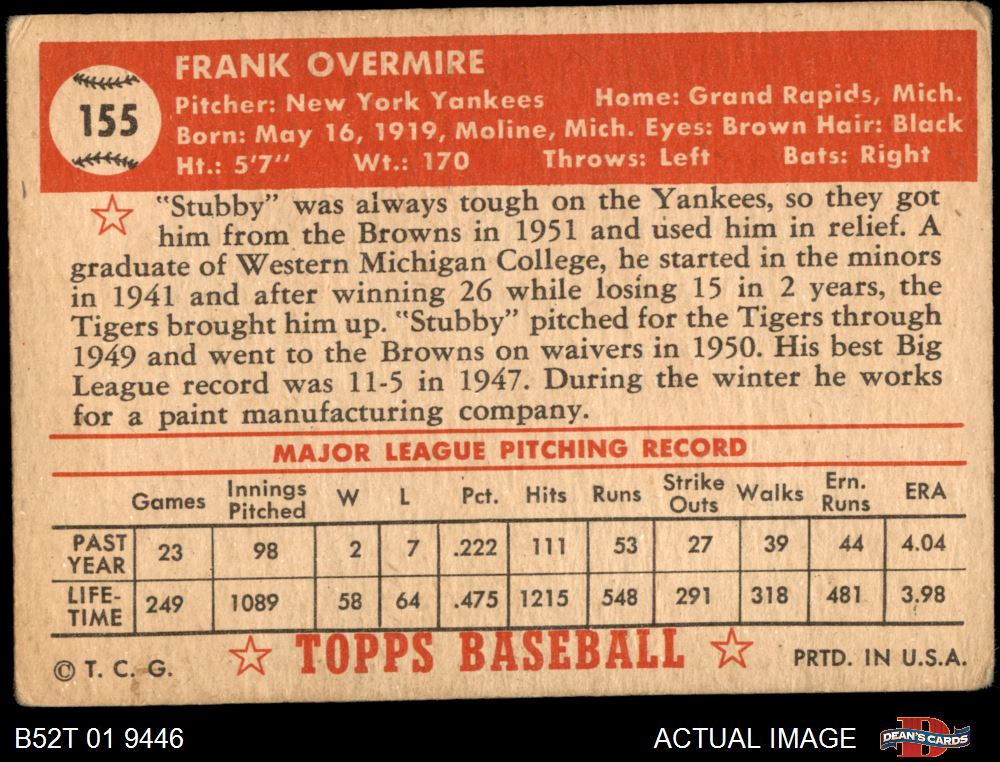 FRANK OVERMIRE
155
Pitcher: New York Yankees Home: Grand Rapids, Mich.
Born: May 16, 1919, Moline, Mich. Eyes: Brown Hair: Black
Ht.: 5'7" Wt.: 170 Throws: Left Bats: Right
"Stubby" was always tough on the Yankees, so they got
him from the Browns in 1951 and used him in relief. A
graduate of Western Michigan College, he started in the minors
in 1941 and after winning 26 while losing 15 in 2 years, the
Tigers brought him up. "Stubby" pitched for the Tigers through
1949 and went to the Browns on waivers in 1950. His best Big
League record was 11-5 in 1947. During the winter he works
for a paint manufacturing company.
MAJOR LEAGUE PITCHING RECORD
Games Innings Pitched W L Pct. Hits Runs Strike Outs Walks Ern. Runs ERA
PAST YEAR 23 98 2 7 .222 111 53 27 39 44 4.04
LIFE-TIME 249 1089 58 64 .475 1215 548 291 318 481 3.98
© T. C. G. TOPPS BASEBALL PRTD. IN U.S.A.
B52T 01 9446 ACTUAL IMAGE D DEAN'S CARDS